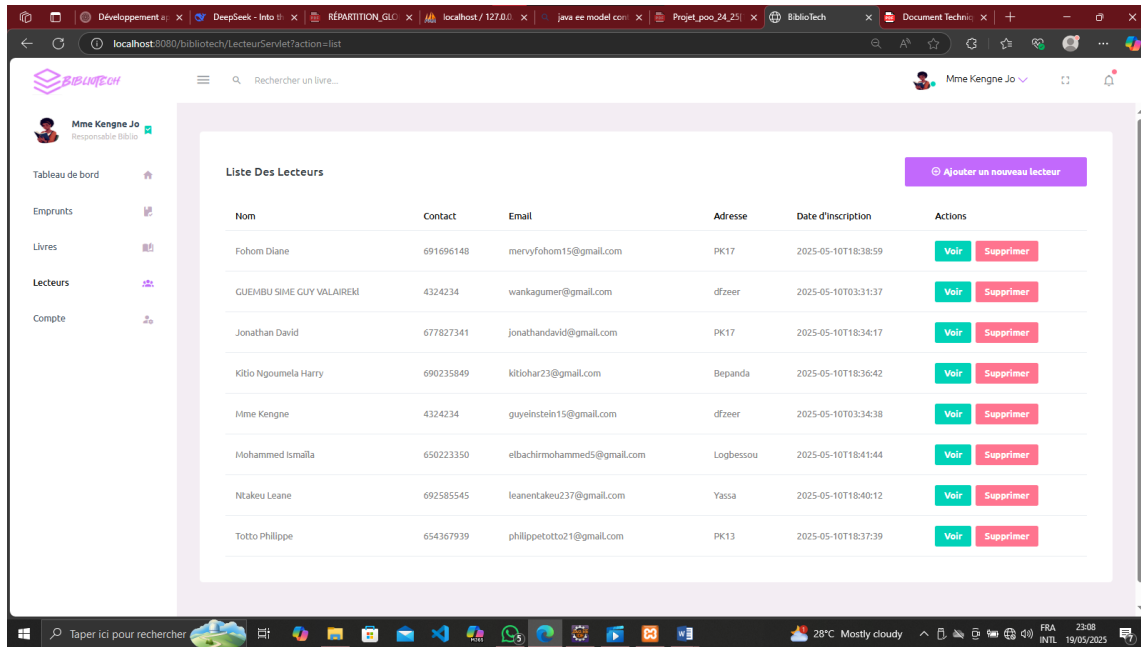 Développement ap
DeepSeek - Into th
RÉPARTITION_GLO
localhost / 127.0.0.
java ee model con
Projet_poo_24_25(
BiblioTech
Document Techniq
localhost:8080/bibliotech/LecteurServlet?action=list
BIBLIOTECH
Rechercher un livre...
Mme Kengne Jo
Mme Kengne Jo
Responsable Biblio
Tableau de bord
Emprunts
Livres
Lecteurs
Compte
Liste Des Lecteurs
Ajouter un nouveau lecteur
Nom Contact Email Adresse Date d'inscription Actions
Fohom Diane 691696148 mervyfohom15@gmail.com PK17 2025-05-10T18:38:59 Voir Supprimer
GUEMBU SIME GUY VALAIREkl 4324234 wankagumer@gmail.com dfzeer 2025-05-10T03:31:37 Voir Supprimer
Jonathan David 677827341 jonathandavid@gmail.com PK17 2025-05-10T18:34:17 Voir Supprimer
Kitio Ngoumela Harry 690235849 kitiohar23@gmail.com Bepanda 2025-05-10T18:36:42 Voir Supprimer
Mme Kengne 4324234 guyeinstein15@gmail.com dfzeer 2025-05-10T03:34:38 Voir Supprimer
Mohammed Ismaïla 650223350 elbachirmohammed5@gmail.com Logbessou 2025-05-10T18:41:44 Voir Supprimer
Ntakeu Leane 692585545 leanentakeu237@gmail.com Yassa 2025-05-10T18:40:12 Voir Supprimer
Totto Philippe 654367939 philippetotto21@gmail.com PK13 2025-05-10T18:37:39 Voir Supprimer
Taper ici pour rechercher
28°C Mostly cloudy
FRA
INTL
23:08
19/05/2025